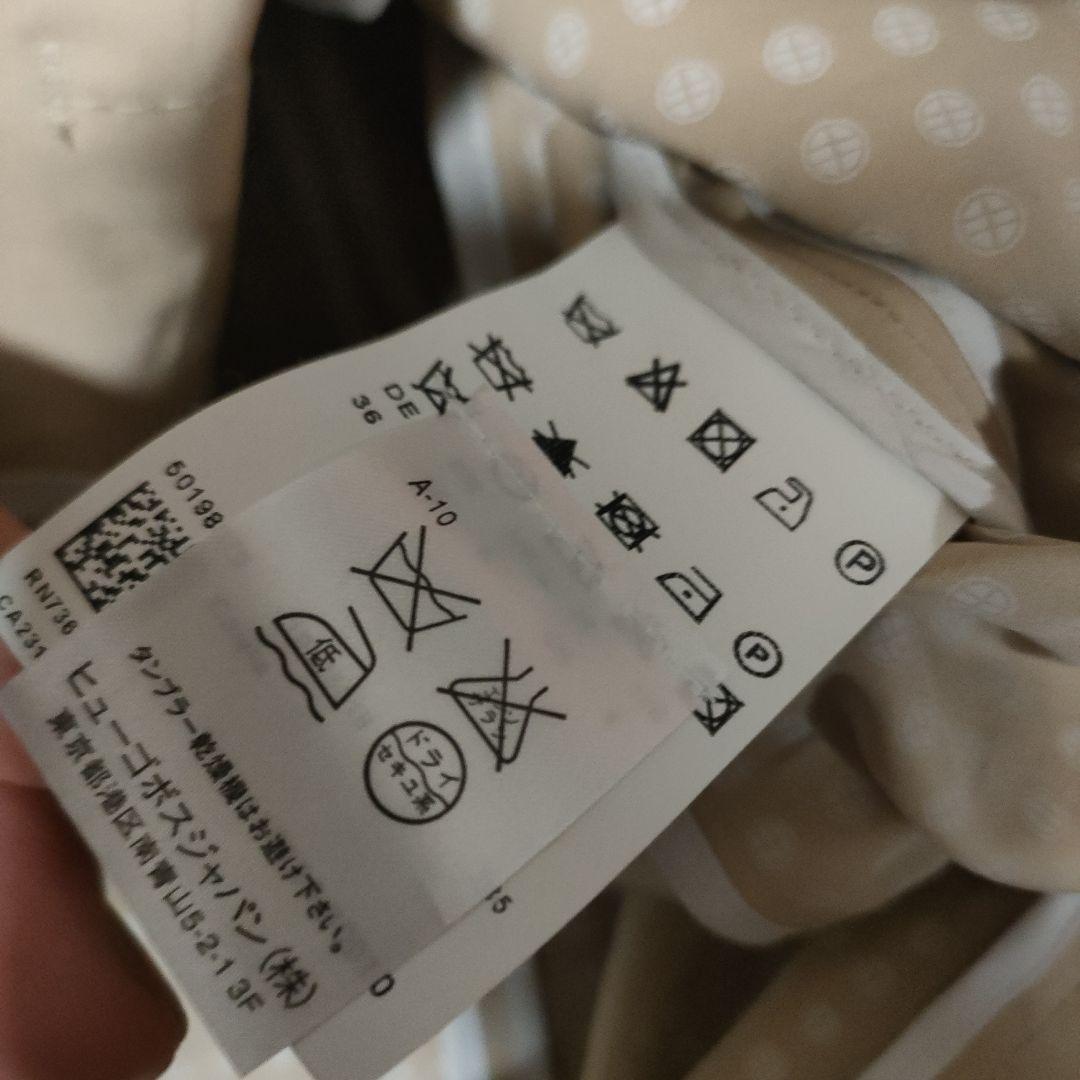 DE
36
P
P
50198
RN736
CA231
A-10
低
ドライ
セキユ系
タンブラー乾燥機はお避け下さい。
ヒューゴボスジャパン(株)
東京都港区南青山5-2-1 3F